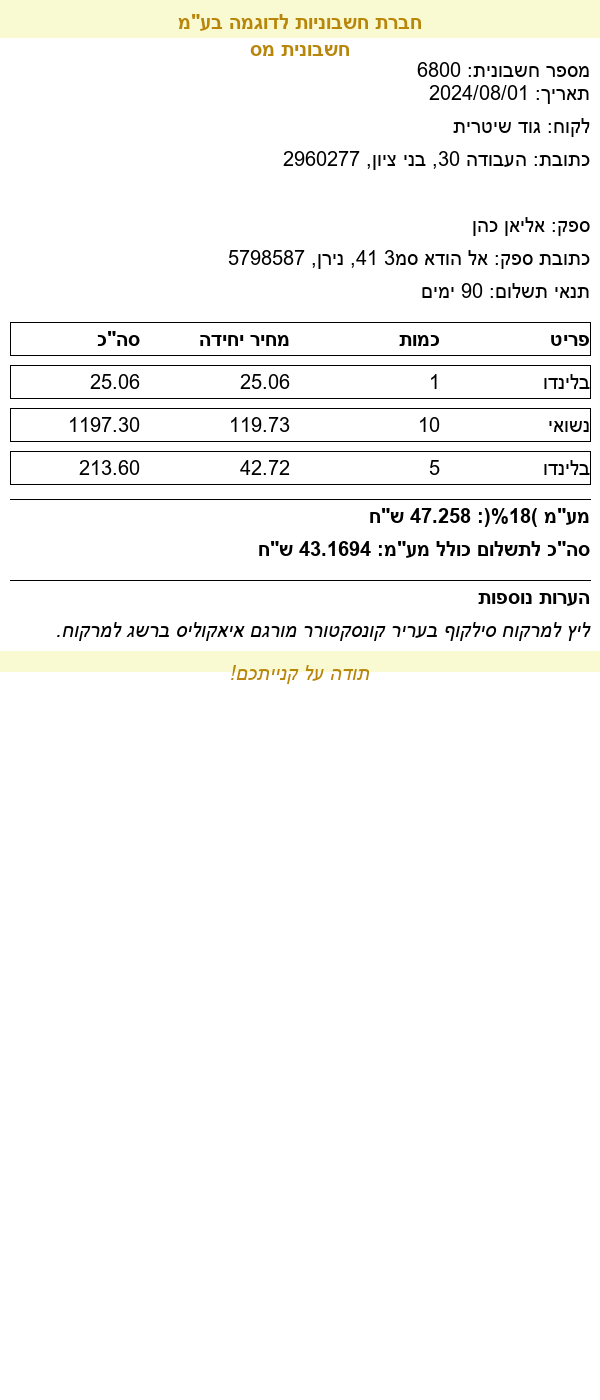 חברת חשבוניות לדוגמה בע"מ
חשבונית מס
מספר חשבונית: 6800
תאריך: 2024/08/01
לקוח: גוד שיטרית
כתובת: העבודה 30, בני ציון, 2960277
ספק: אליאן כהן
כתובת ספק: אל הודא סמ3 41, נירן, 5798587
תנאי תשלום: 90 ימים
פריט כמות מחיר יחידה סה"כ
בלינדו 1 25.06 25.06
נשואי 10 119.73 1197.30
בלינדו 5 42.72 213.60
מע"מ )18%(: 47.258 ש"ח
סה"כ לתשלום כולל מע"מ: 43.1694 ש"ח
הערות נוספות
ליץ למרקוח סילקוף בעריר קונסקטורר מורגם איאקוליס ברשג למרקוח.
תודה על קנייתכם!